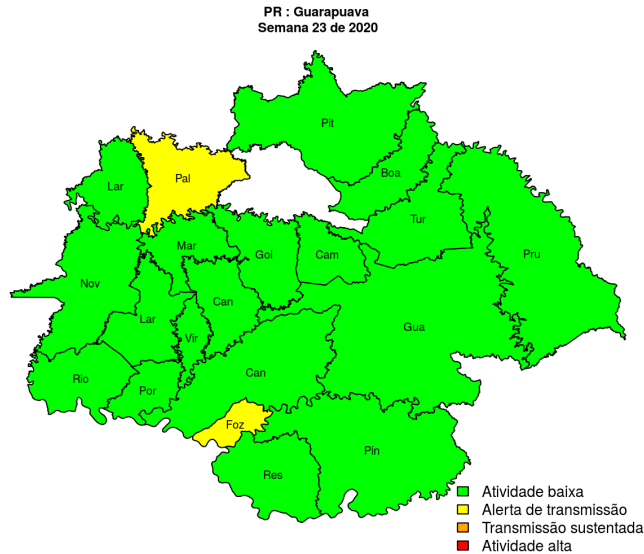 PR : Guarapuava
Semana 23 de 2020
Pit
Boa
Lar
Pal
Tur
Mar
Goi
Cam
Pru
Nov
Can
Lar
Vir
Gua
Rio
Por
Can
Foz
Pin
Res
Atividade baixa
Alerta de transmissão
Transmissão sustentada
Atividade alta